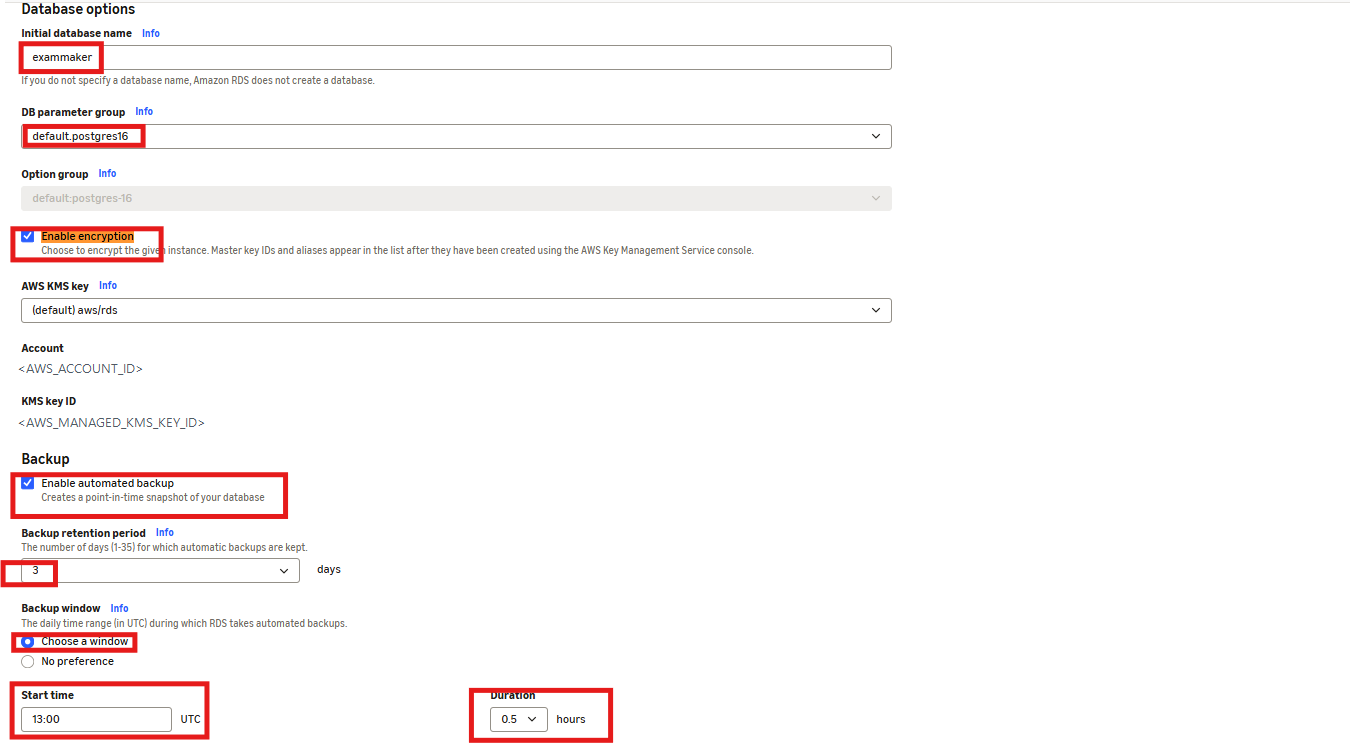 Database options
Initial database name Info
exammaker
If you do not specify a database name, Amazon RDS does not create a database.
DB parameter group Info
default.postgres16
Option group Info
default:postgres-16
Enable encryption
Choose to encrypt the given instance. Master key IDs and aliases appear in the list after they have been created using the AWS Key Management Service console.
AWS KMS key Info
(default) aws/rds
Account
<AWS_ACCOUNT_ID>
KMS key ID
<AWS_MANAGED_KMS_KEY_ID>
Backup
Enable automated backup
Creates a point-in-time snapshot of your database
Backup retention period Info
The number of days (1-35) for which automatic backups are kept.
3 days
Backup window Info
The daily time range (in UTC) during which RDS takes automated backups.
Choose a window
No preference
Start time Duration
13:00 UTC 0.5 hours